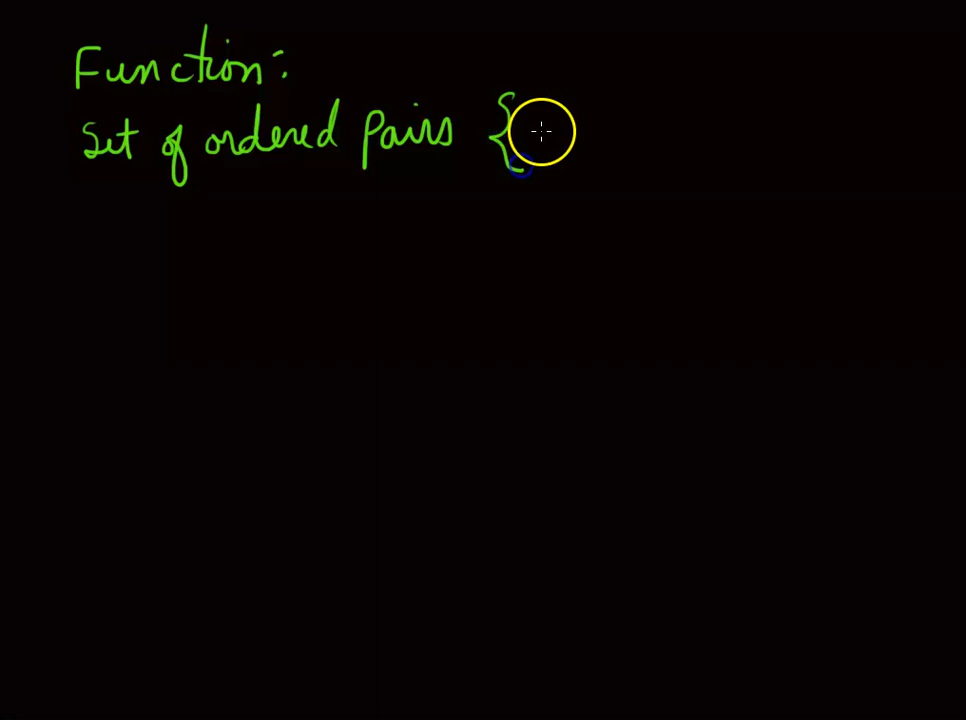 Function:
Set of ordered pairs {